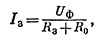 I₃ = U_Ф / (R₃ + R₀),